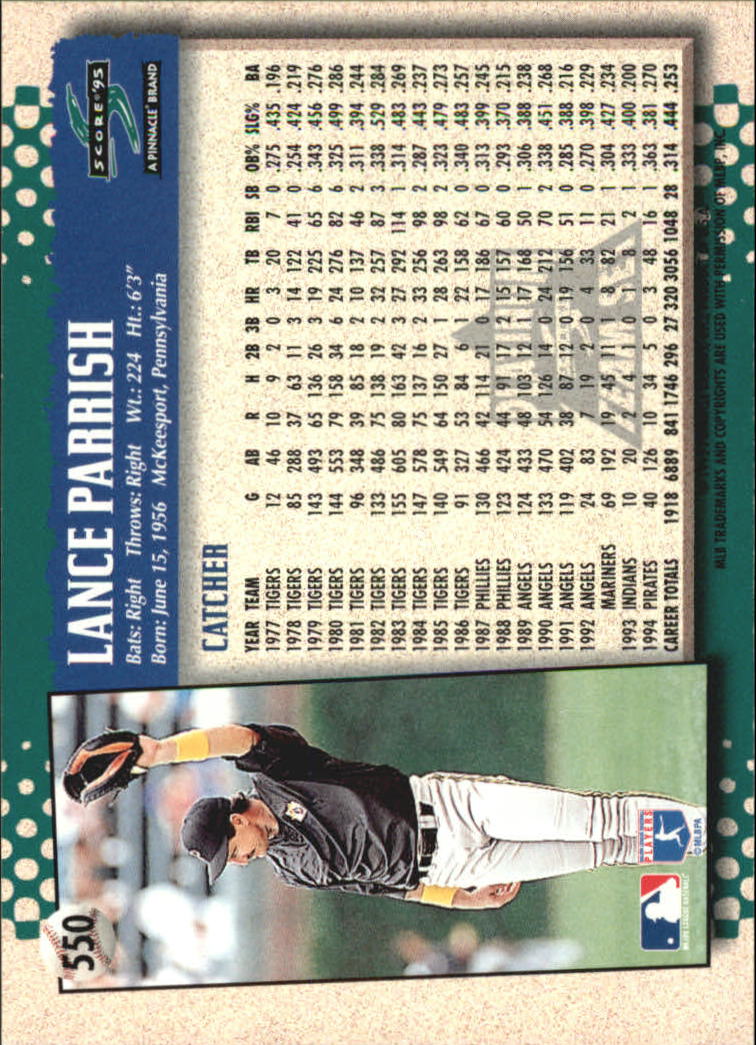 LANCE PARRISH
Bats: Right Throws: Right Wt.: 224 Ht.: 6'3"
Born: June 15, 1956 McKeesport, Pennsylvania
SCORE® '95
A PINNACLE BRAND
CATCHER
YEAR TEAM G AB R H 2B 3B HR TB RBI SB OB% SLG% BA
1977 TIGERS 12 46 10 9 2 0 3 20 7 0 .275 .435 .196
1978 TIGERS 85 288 37 63 11 3 14 122 41 0 .254 .424 .219
1979 TIGERS 143 493 65 136 26 3 19 225 65 6 .343 .456 .276
1980 TIGERS 144 553 79 158 34 6 24 276 82 6 .325 .499 .286
1981 TIGERS 96 348 39 85 18 2 10 137 46 2 .311 .394 .244
1982 TIGERS 133 486 75 138 19 2 32 257 87 3 .338 .529 .284
1983 TIGERS 155 605 80 163 42 3 27 292 114 1 .314 .483 .269
1984 TIGERS 147 578 75 137 16 2 33 256 98 2 .287 .443 .237
1985 TIGERS 140 549 64 150 27 1 28 263 98 2 .323 .479 .273
1986 TIGERS 91 327 53 84 6 1 22 158 62 0 .340 .483 .257
1987 PHILLIES 130 466 42 114 21 0 17 186 67 0 .313 .399 .245
1988 PHILLIES 123 424 44 91 17 2 15 157 60 0 .293 .370 .215
1989 ANGELS 124 433 48 103 12 1 17 168 50 1 .306 .388 .238
1990 ANGELS 133 470 54 126 14 0 24 212 70 2 .338 .451 .268
1991 ANGELS 119 402 38 87 12 0 19 156 51 0 .285 .388 .216
1992 ANGELS 24 83 7 19 2 0 4 33 11 0 .270 .398 .229
MARINERS 69 192 19 45 11 1 8 82 21 1 .304 .427 .234
1993 INDIANS 10 20 2 4 1 0 1 8 2 1 .333 .400 .200
1994 PIRATES 40 126 10 34 5 0 3 48 16 1 .363 .381 .270
CAREER TOTALS 1918 6889 841 1746 296 27 320 3056 1048 28 .314 .444 .253
MLB TRADEMARKS AND COPYRIGHTS ARE USED WITH PERMISSION OF MLBP, INC.
550
MAJOR LEAGUE BASEBALL
PLAYERS
© MLBPA